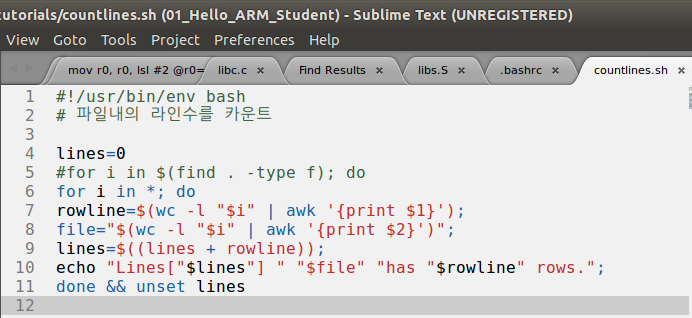 tutorials/countlines.sh (01_Hello_ARM_Student) - Sublime Text (UNREGISTERED)
View Goto Tools Project Preferences Help
mov r0, r0, lsl #2 @r0= libc.c × Find Results × libs.S × .bashrc × countlines.sh ×
1 #!/usr/bin/env bash
2 # 파일내의 라인수를 카운트
3
4 lines=0
5 #for i in $(find . -type f); do
6 for i in *; do
7 rowline=$(wc -l "$i" | awk '{print $1}');
8 file="$(wc -l "$i" | awk '{print $2}')";
9 lines=$((lines + rowline));
10 echo "Lines["$lines"] " "$file" "has "$rowline" rows.";
11 done && unset lines
12